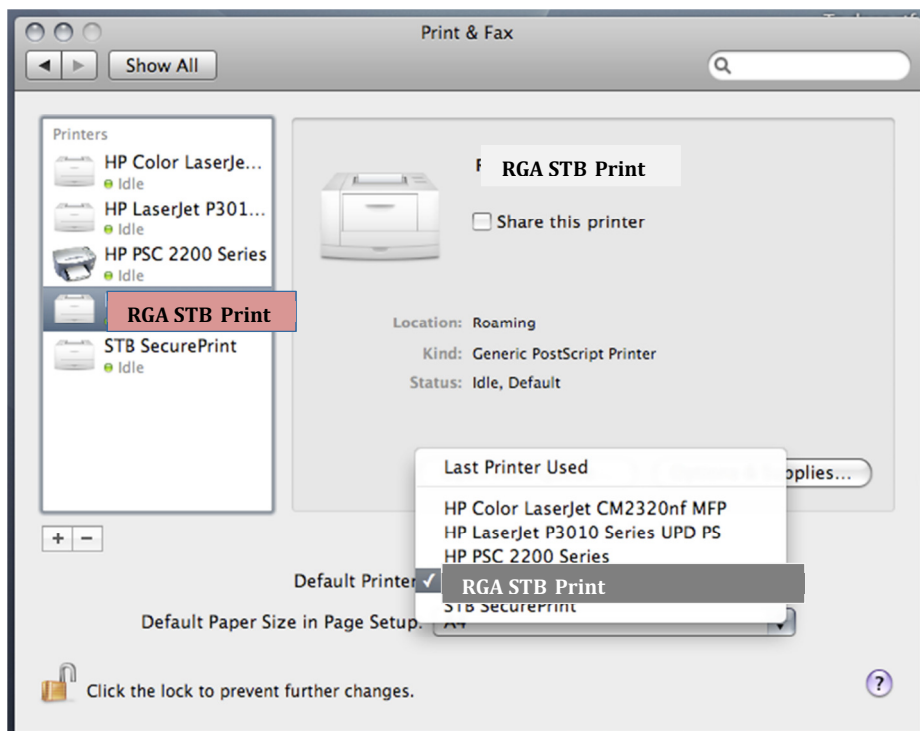 Print & Fax
Show All
Printers
HP Color LaserJe...
Idle
HP LaserJet P301...
Idle
HP PSC 2200 Series
Idle
RGA STB Print
STB SecurePrint
Idle
RGA STB Print
Share this printer
Location: Roaming
Kind: Generic PostScript Printer
Status: Idle, Default
Last Printer Used
pplies...
HP Color LaserJet CM2320nf MFP
HP LaserJet P3010 Series UPD PS
HP PSC 2200 Series
Default Printer ✓ RGA STB Print
STB SecurePrint
Default Paper Size in Page Setup: A4
Click the lock to prevent further changes.
?